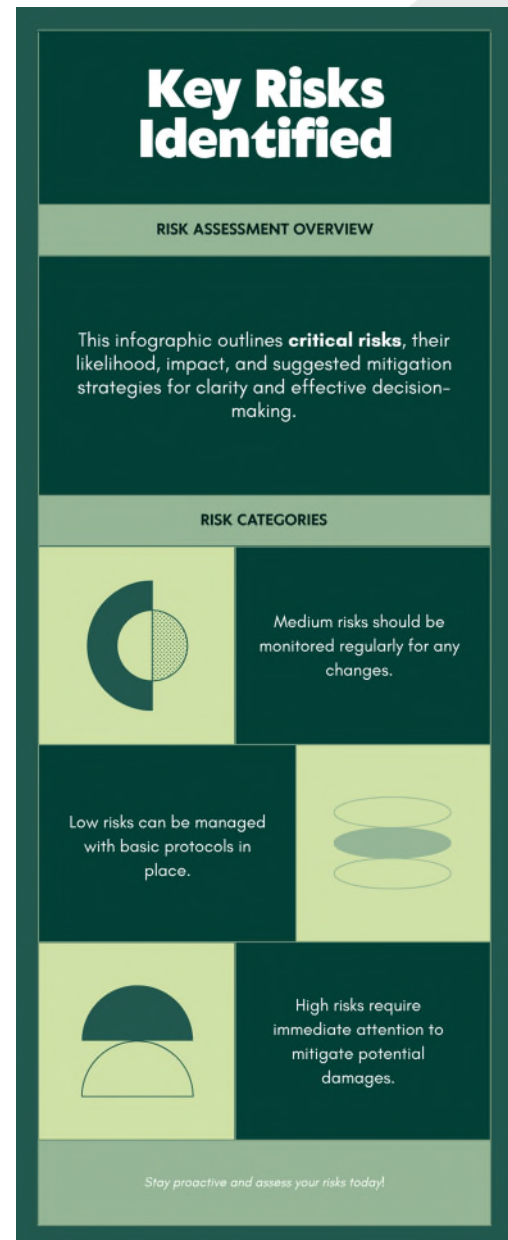 Key Risks
Identified
RISK ASSESSMENT OVERVIEW
This infographic outlines critical risks, their
likelihood, impact, and suggested mitigation
strategies for clarity and effective decision-
making.
RISK CATEGORIES
Medium risks should be
monitored regularly for any
changes.
Low risks can be managed
with basic protocols in
place.
High risks require
immediate attention to
mitigate potential
damages.
Stay proactive and assess your risks today!